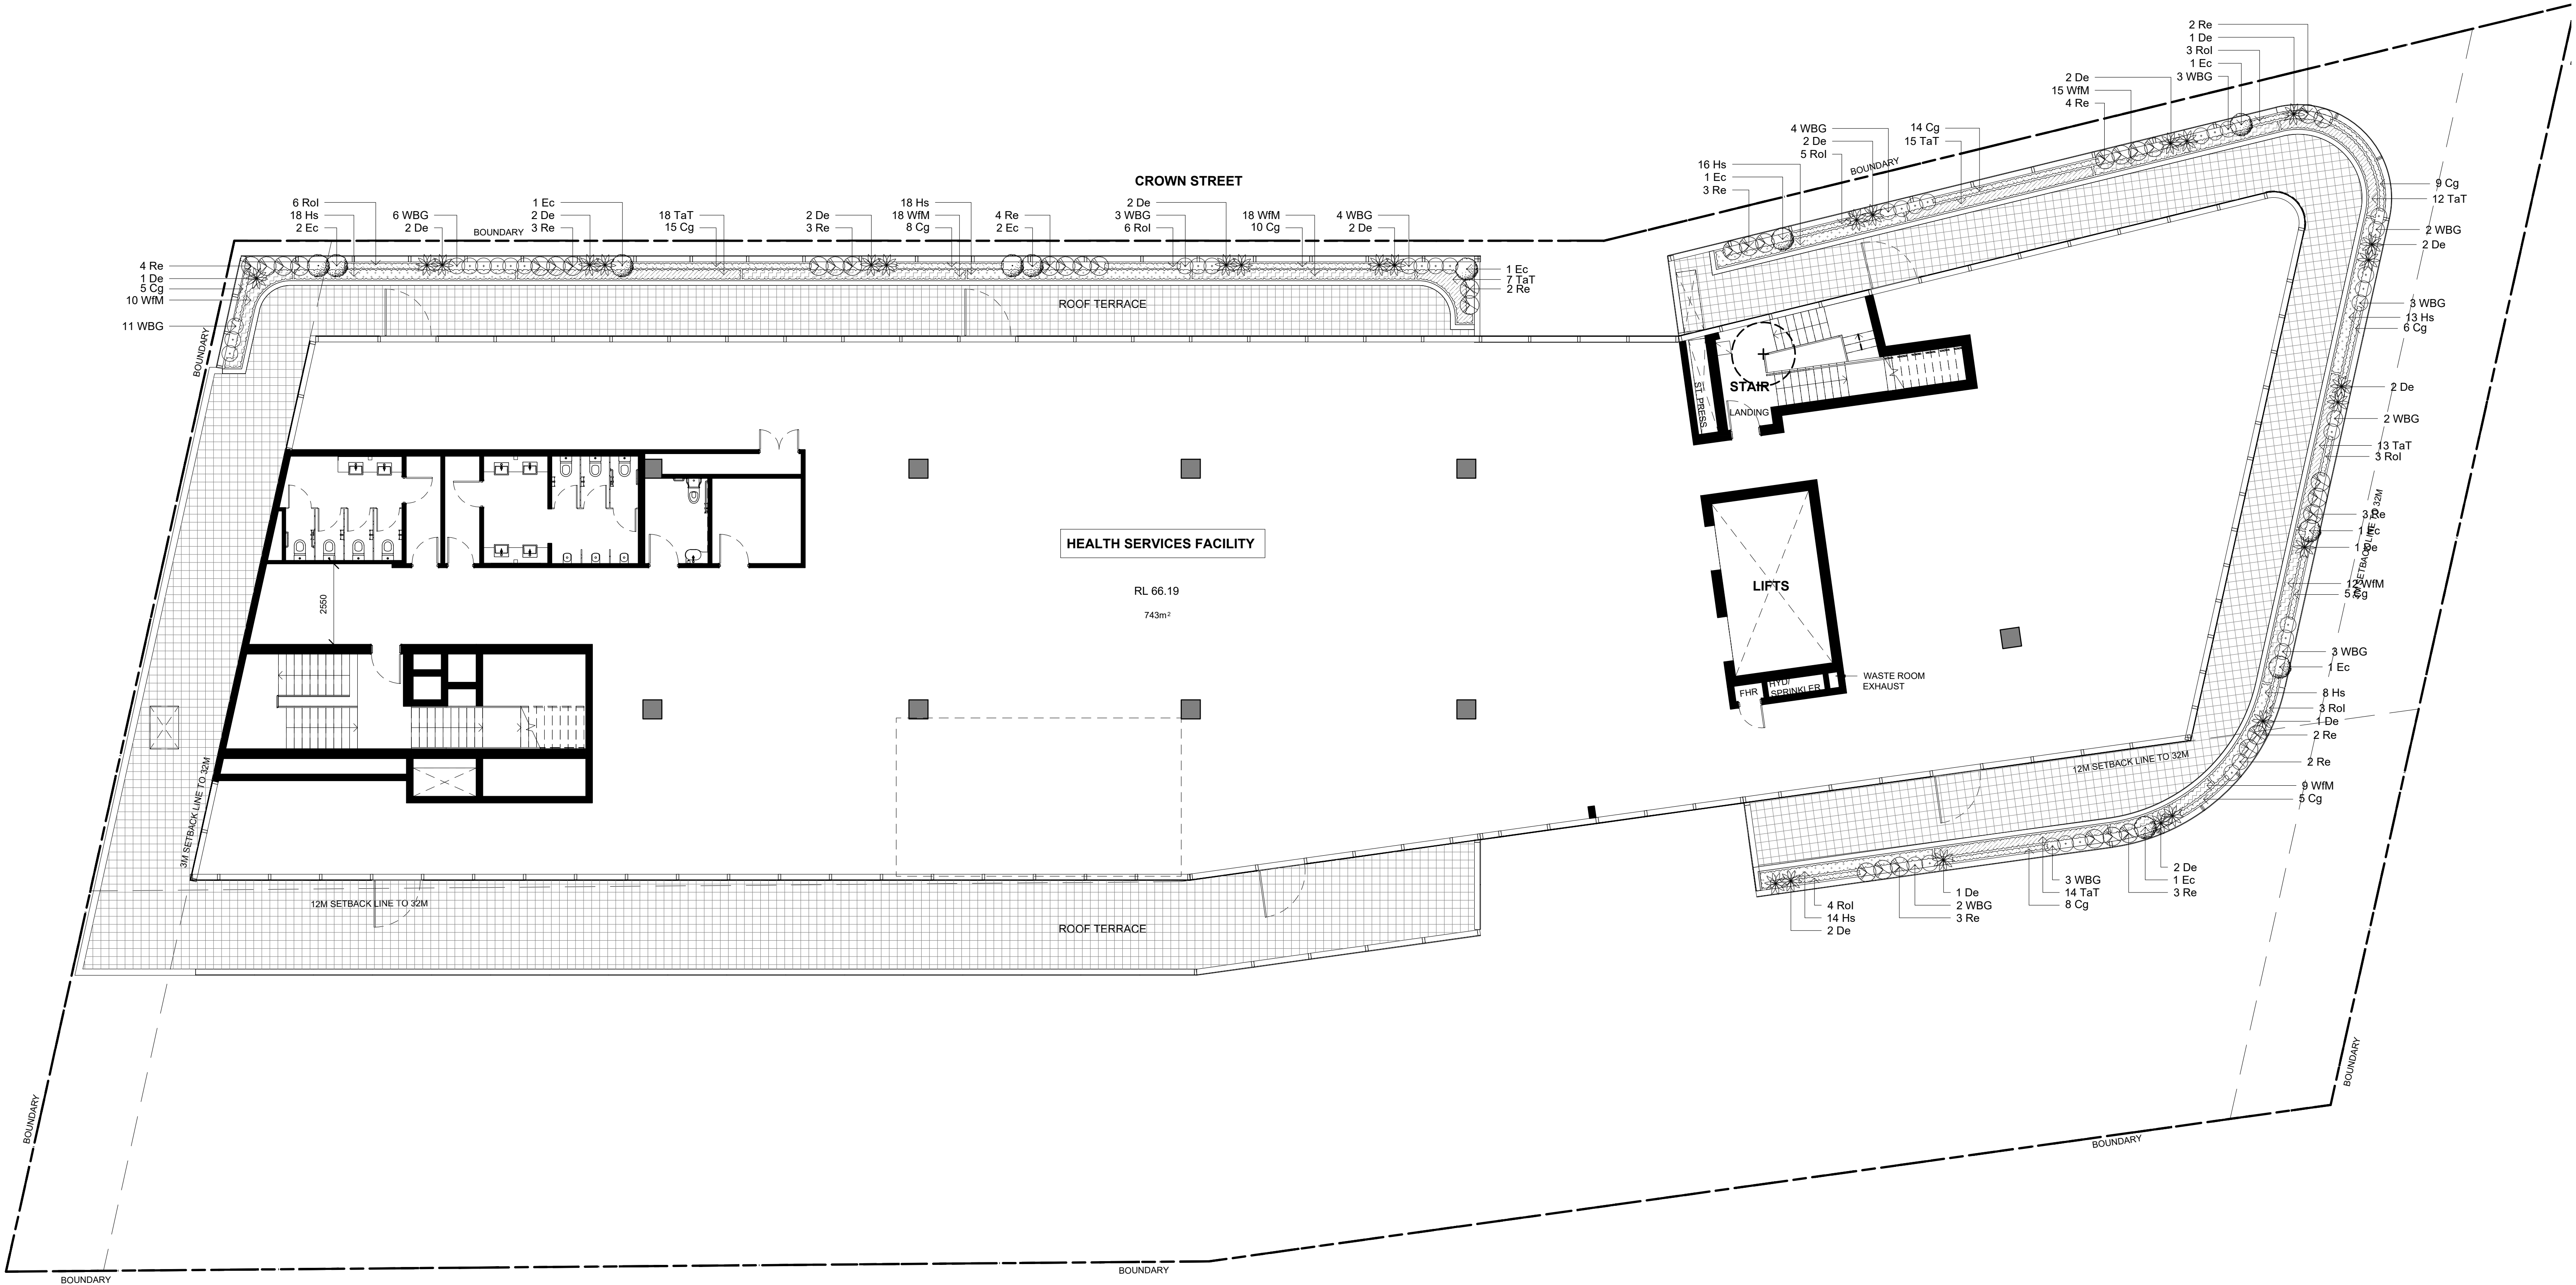 2 Re
1 De
3 Rol
1 Ec
3 WBG
2 De
15 WfM
4 Re
4 WBG
2 De
5 Rol
14 Cg
15 TaT
BOUNDARY
16 Hs
1 Ec
3 Re
CROWN STREET
6 Rol
18 Hs
2 Ec
6 WBG
2 De
1 Ec
2 De
3 Re
18 TaT
15 Cg
2 De
3 Re
18 Hs
18 WfM
8 Cg
4 Re
2 Ec
2 De
3 WBG
6 Rol
18 WfM
10 Cg
4 WBG
2 De
BOUNDARY
4 Re
1 De
5 Cg
10 WfM
11 WBG
BOUNDARY
1 Ec
7 TaT
2 Re
ROOF TERRACE
9 Cg
12 TaT
2 WBG
2 De
3 WBG
13 Hs
6 Cg
2 De
2 WBG
13 TaT
3 Rol
3 Re
1 Ec
1 De
12 WfM
5 Cg
3 WBG
1 Ec
8 Hs
3 Rol
1 De
2 Re
2 Re
9 WfM
5 Cg
STAIR
LANDING
ST. PRESS.
HEALTH SERVICES FACILITY
RL 66.19
743m²
2550
LIFTS
FHR
HYD/
SPRINKLER
WASTE ROOM
EXHAUST
3M SETBACK LINE TO 32M
12M SETBACK LINE TO 32M
12M SETBACK LINE TO 32M
ROOF TERRACE
2 De
1 Ec
3 Re
3 WBG
14 TaT
8 Cg
1 De
2 WBG
3 Re
4 Rol
14 Hs
2 De
BOUNDARY
BOUNDARY
BOUNDARY
BOUNDARY
BOUNDARY